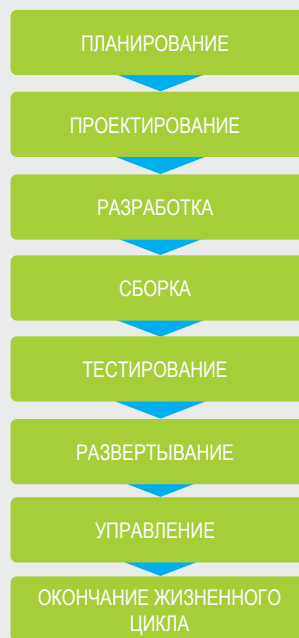 ПЛАНИРОВАНИЕ
ПРОЕКТИРОВАНИЕ
РАЗРАБОТКА
СБОРКА
ТЕСТИРОВАНИЕ
РАЗВЕРТЫВАНИЕ
УПРАВЛЕНИЕ
ОКОНЧАНИЕ ЖИЗНЕННОГО
ЦИКЛА